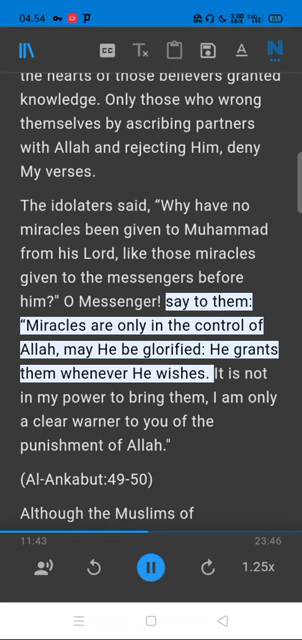 04.54
3,00 KB/S
CC
the hearts of those believers granted
knowledge. Only those who wrong
themselves by ascribing partners
with Allah and rejecting Him, deny
My verses.
The idolaters said, “Why have no
miracles been given to Muhammad
from his Lord, like those miracles
given to the messengers before
him?" O Messenger! say to them:
“Miracles are only in the control of
Allah, may He be glorified: He grants
them whenever He wishes. It is not
in my power to bring them, I am only
a clear warner to you of the
punishment of Allah."
(Al-Ankabut:49-50)
Although the Muslims of
11:43 23:46
1.25x